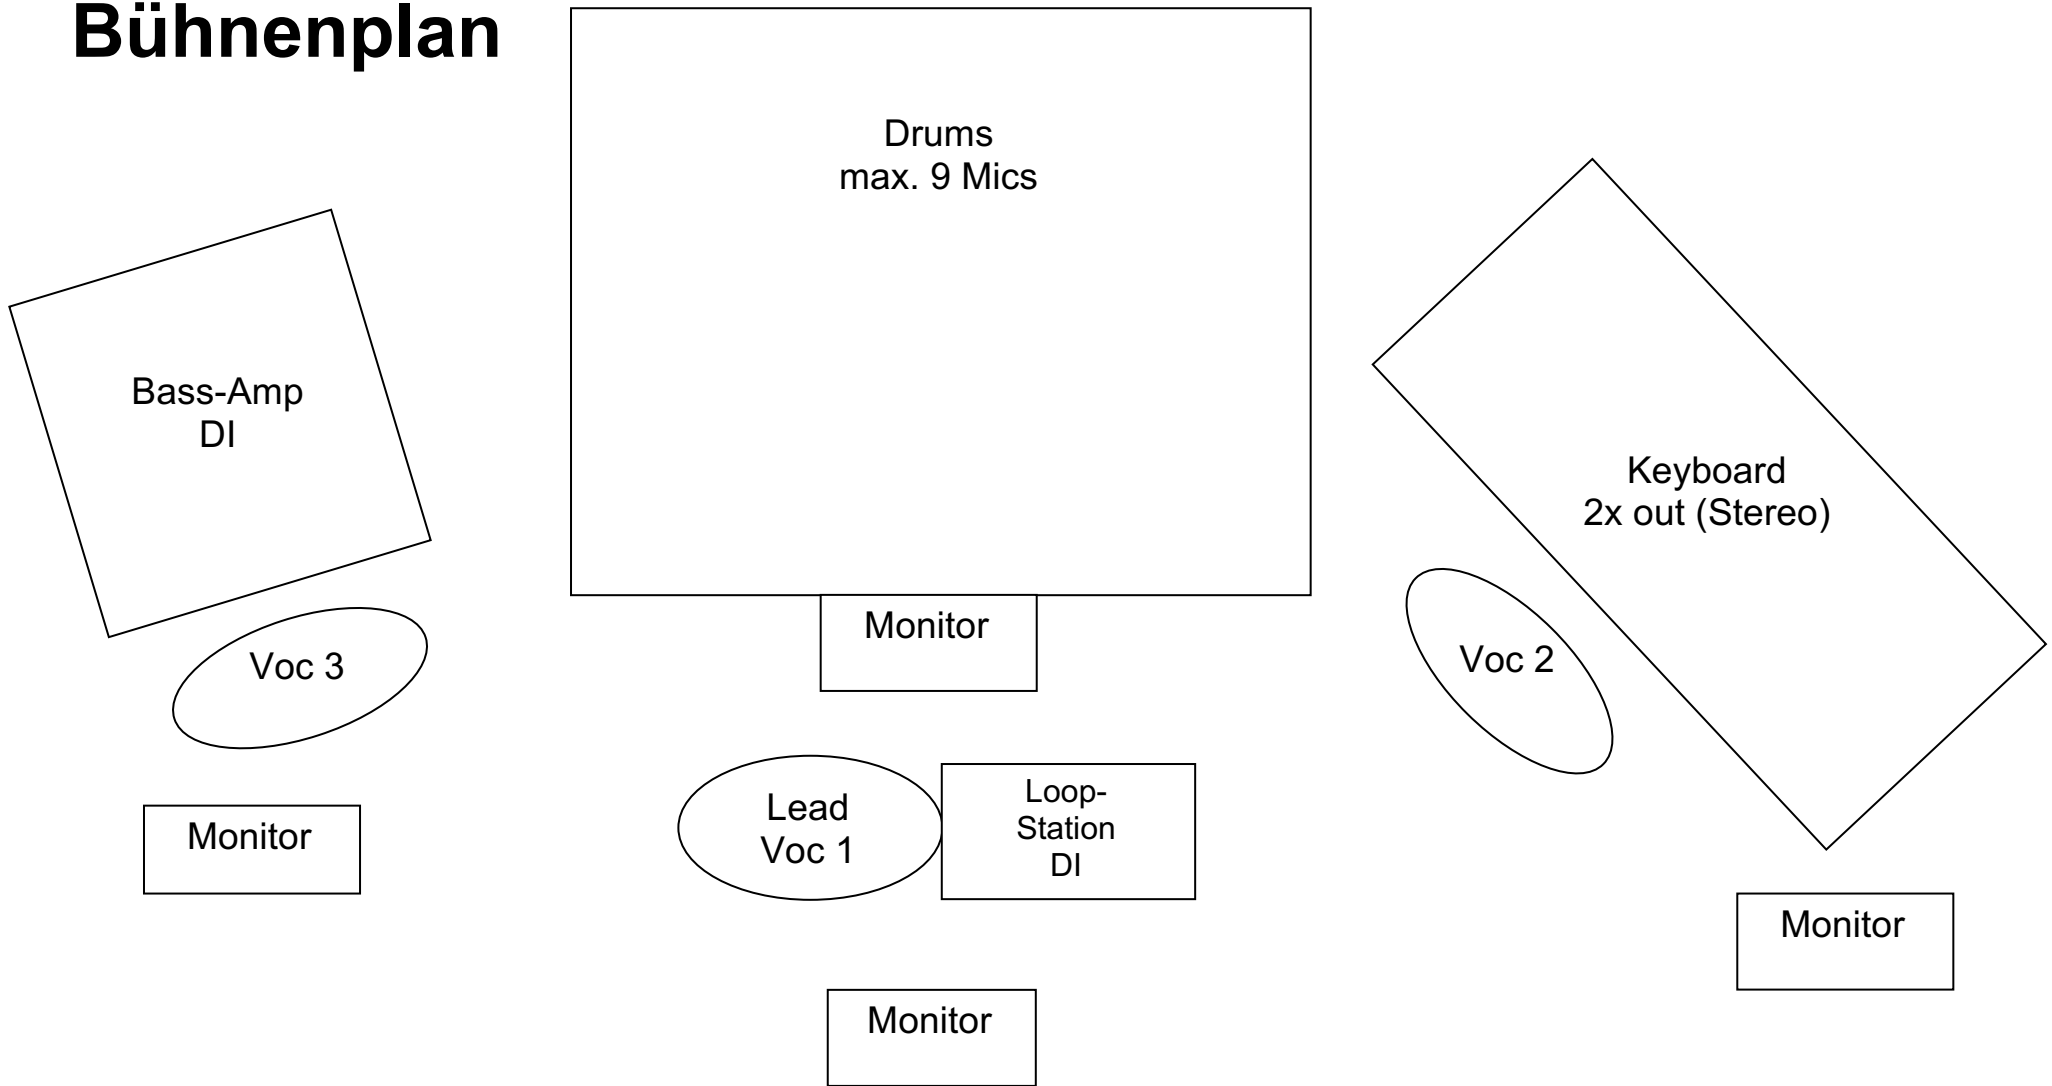 Bühnenplan
Drums
max. 9 Mics
Bass-Amp
DI
Keyboard
2x out (Stereo)
Monitor
Voc 3
Voc 2
Lead
Voc 1
Loop-
Station
DI
Monitor
Monitor
Monitor